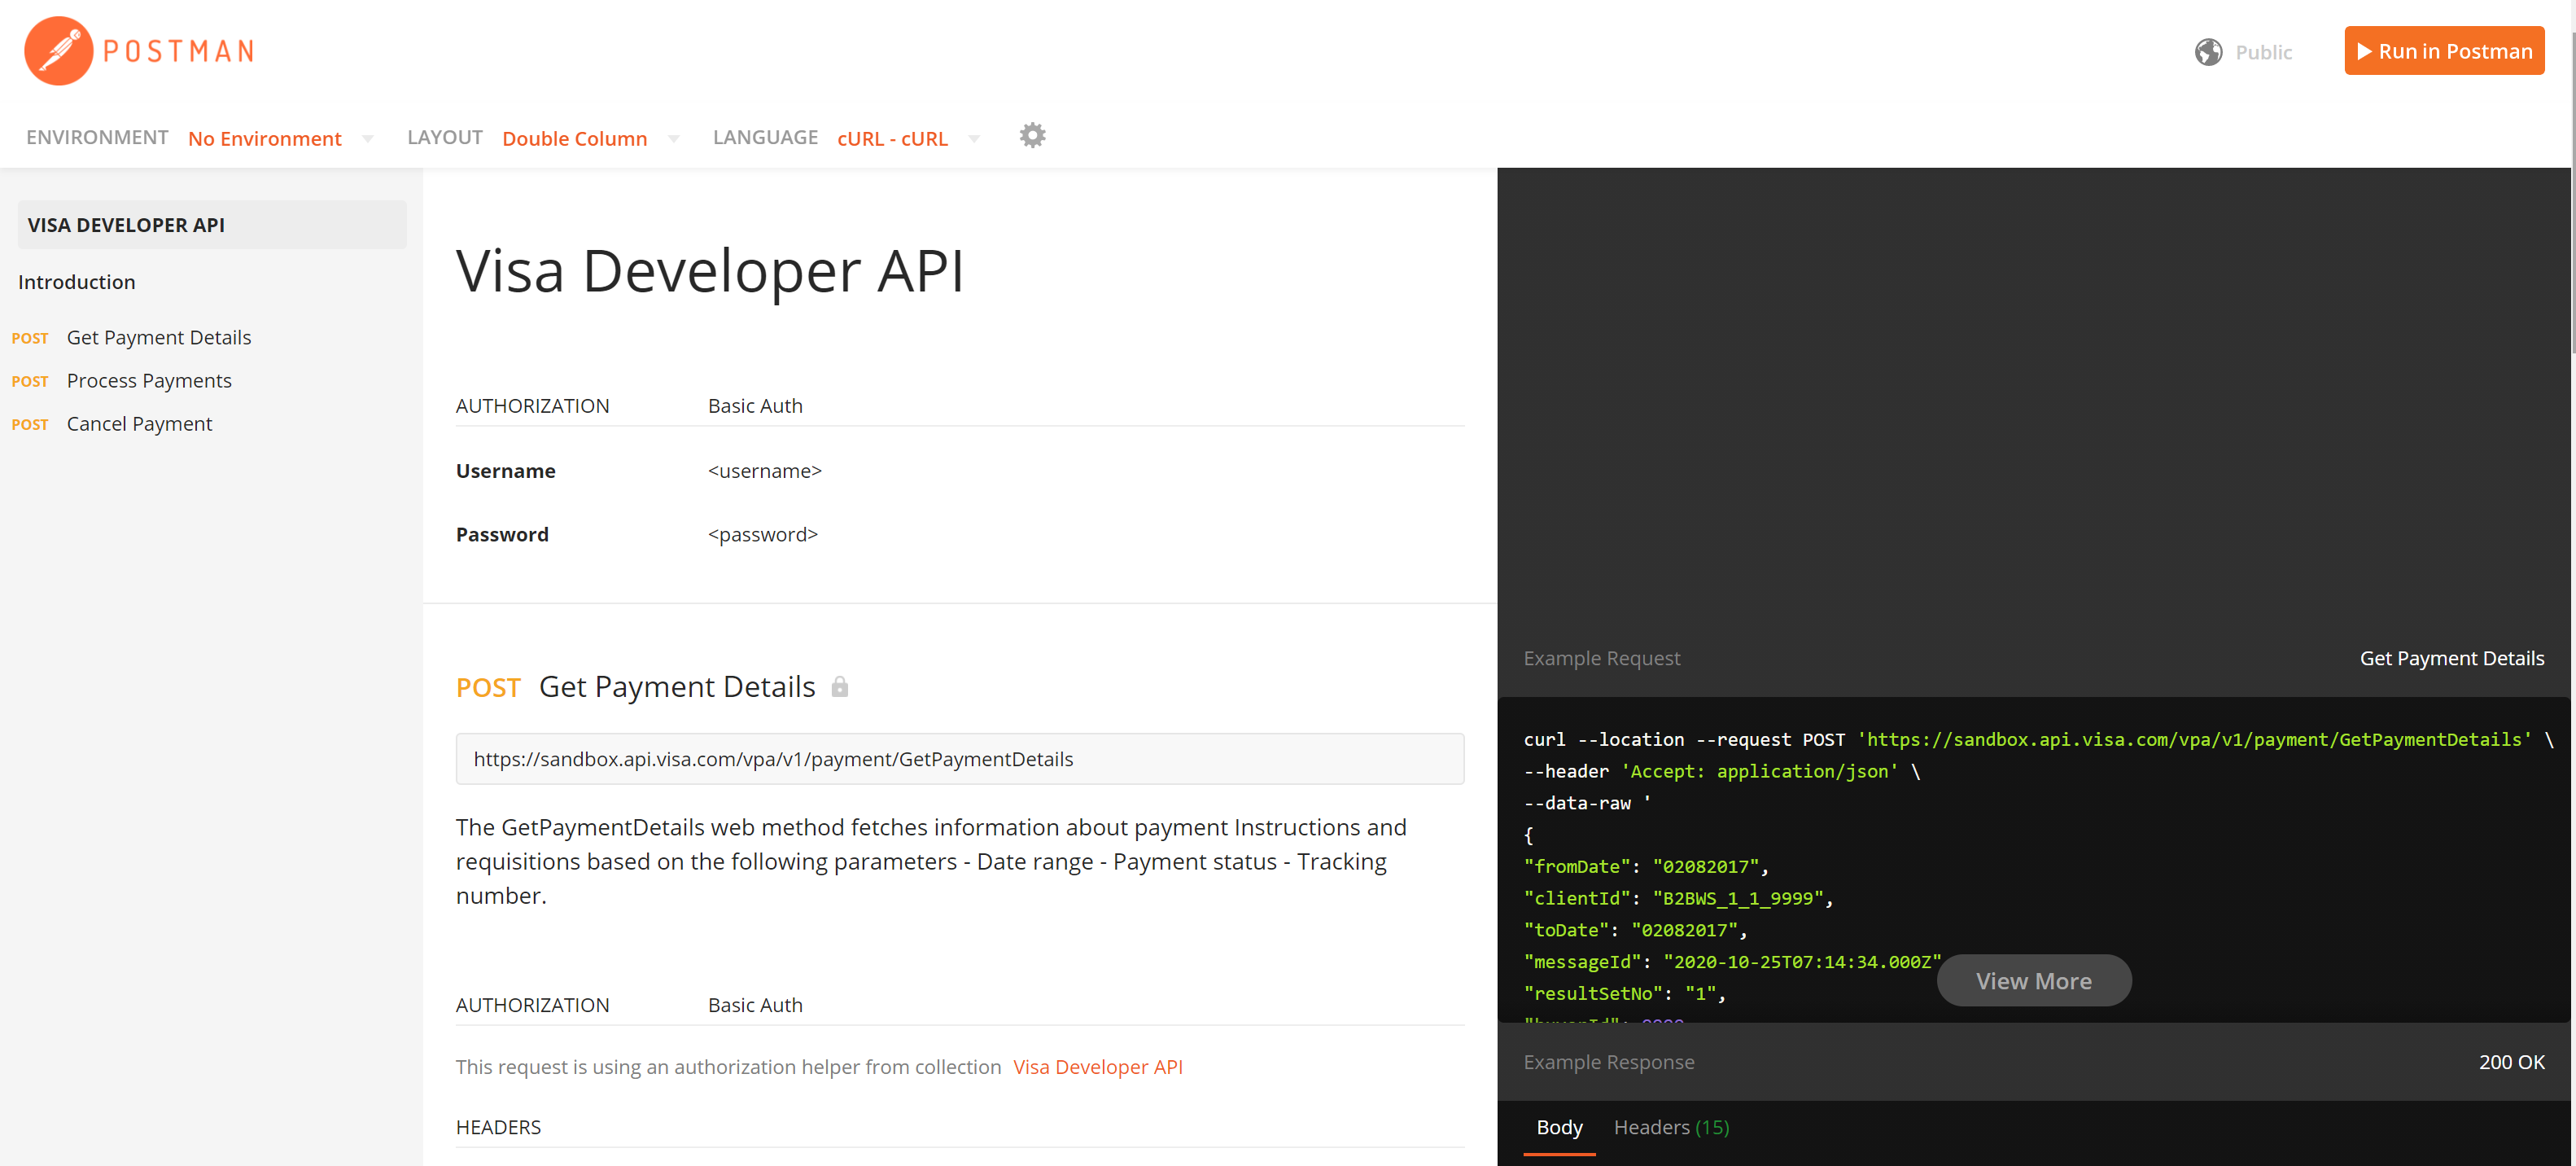 POSTMAN
Public
Run in Postman
ENVIRONMENT No Environment LAYOUT Double Column LANGUAGE cURL - cURL
VISA DEVELOPER API
Introduction
POST Get Payment Details
POST Process Payments
POST Cancel Payment
Visa Developer API
AUTHORIZATION Basic Auth
Username <username>
Password <password>
POST Get Payment Details
https://sandbox.api.visa.com/vpa/v1/payment/GetPaymentDetails
The GetPaymentDetails web method fetches information about payment Instructions and
requisitions based on the following parameters - Date range - Payment status - Tracking
number.
AUTHORIZATION Basic Auth
This request is using an authorization helper from collection Visa Developer API
HEADERS
Example Request Get Payment Details
curl --location --request POST 'https://sandbox.api.visa.com/vpa/v1/payment/GetPaymentDetails' \
--header 'Accept: application/json' \
--data-raw '
{
"fromDate": "02082017",
"clientId": "B2BWS_1_1_9999",
"toDate": "02082017",
"messageId": "2020-10-25T07:14:34.000Z"
"resultSetNo": "1",
View More
Example Response 200 OK
Body Headers (15)